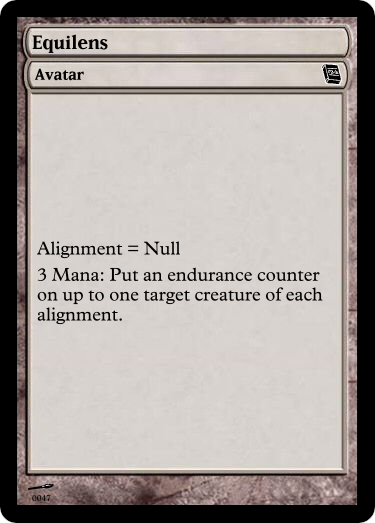 Equilens
Avatar
Alignment = Null
3 Mana: Put an endurance counter
on up to one target creature of each
alignment.
0047